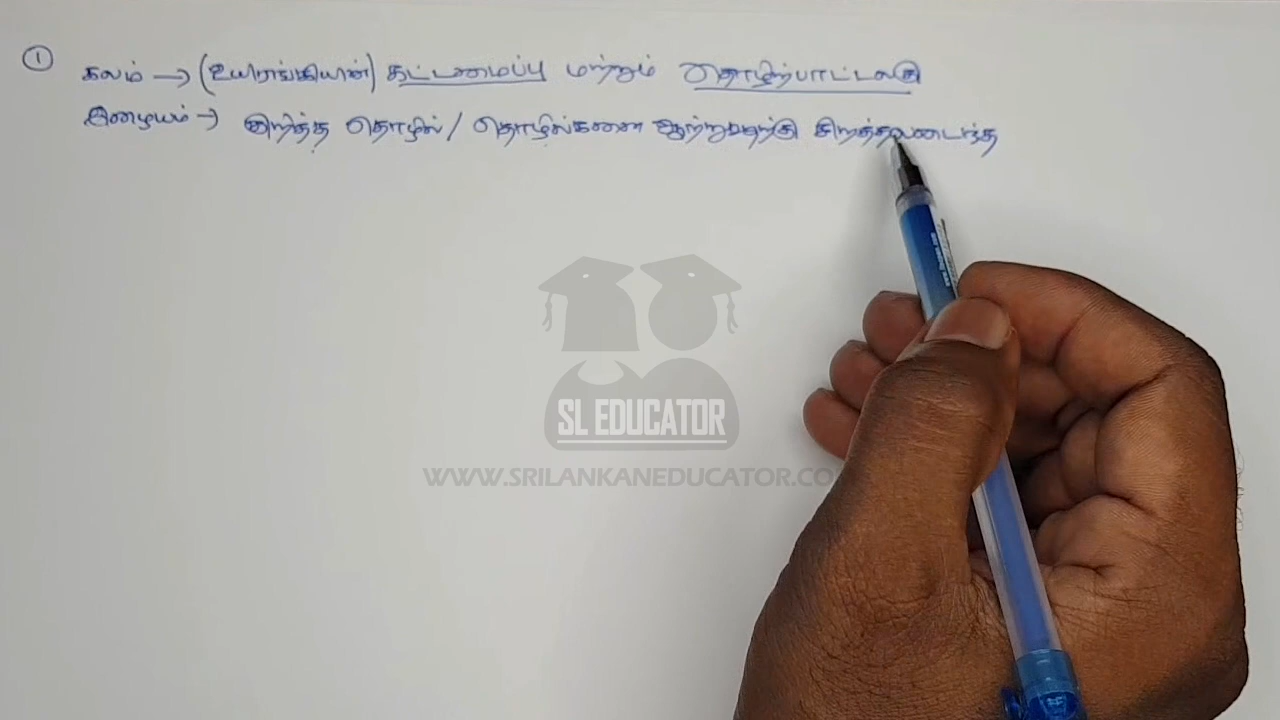 ① கலம் → (உயிரங்கியின்) கட்டமைப்பு மற்றும் தொழிற்பாட்டலகு
இழையம் → குறித்த தொழில் / தொழில்களை ஆற்றுவதற்கு சிறத்தலடைந்த
SL EDUCATOR
WWW.SRILANKANEDUCATOR.CO